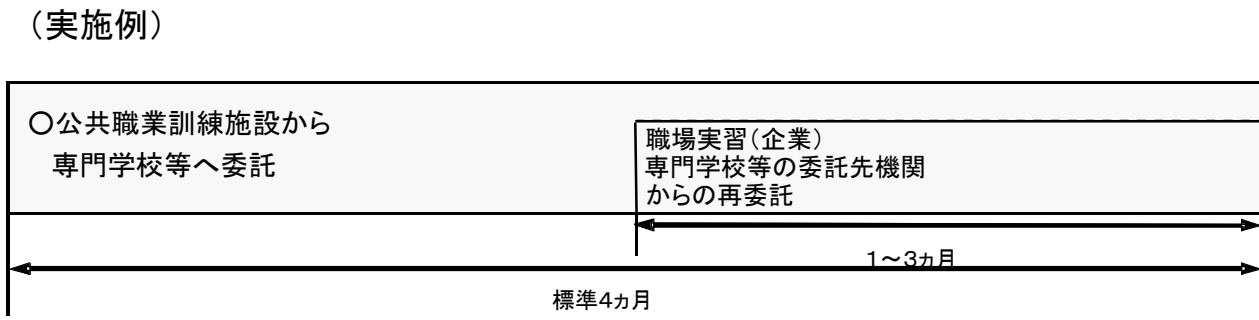 （実施例）
○公共職業訓練施設から
専門学校等へ委託
職場実習（企業）
専門学校等の委託先機関
からの再委託
１～３ヵ月
標準４ヵ月